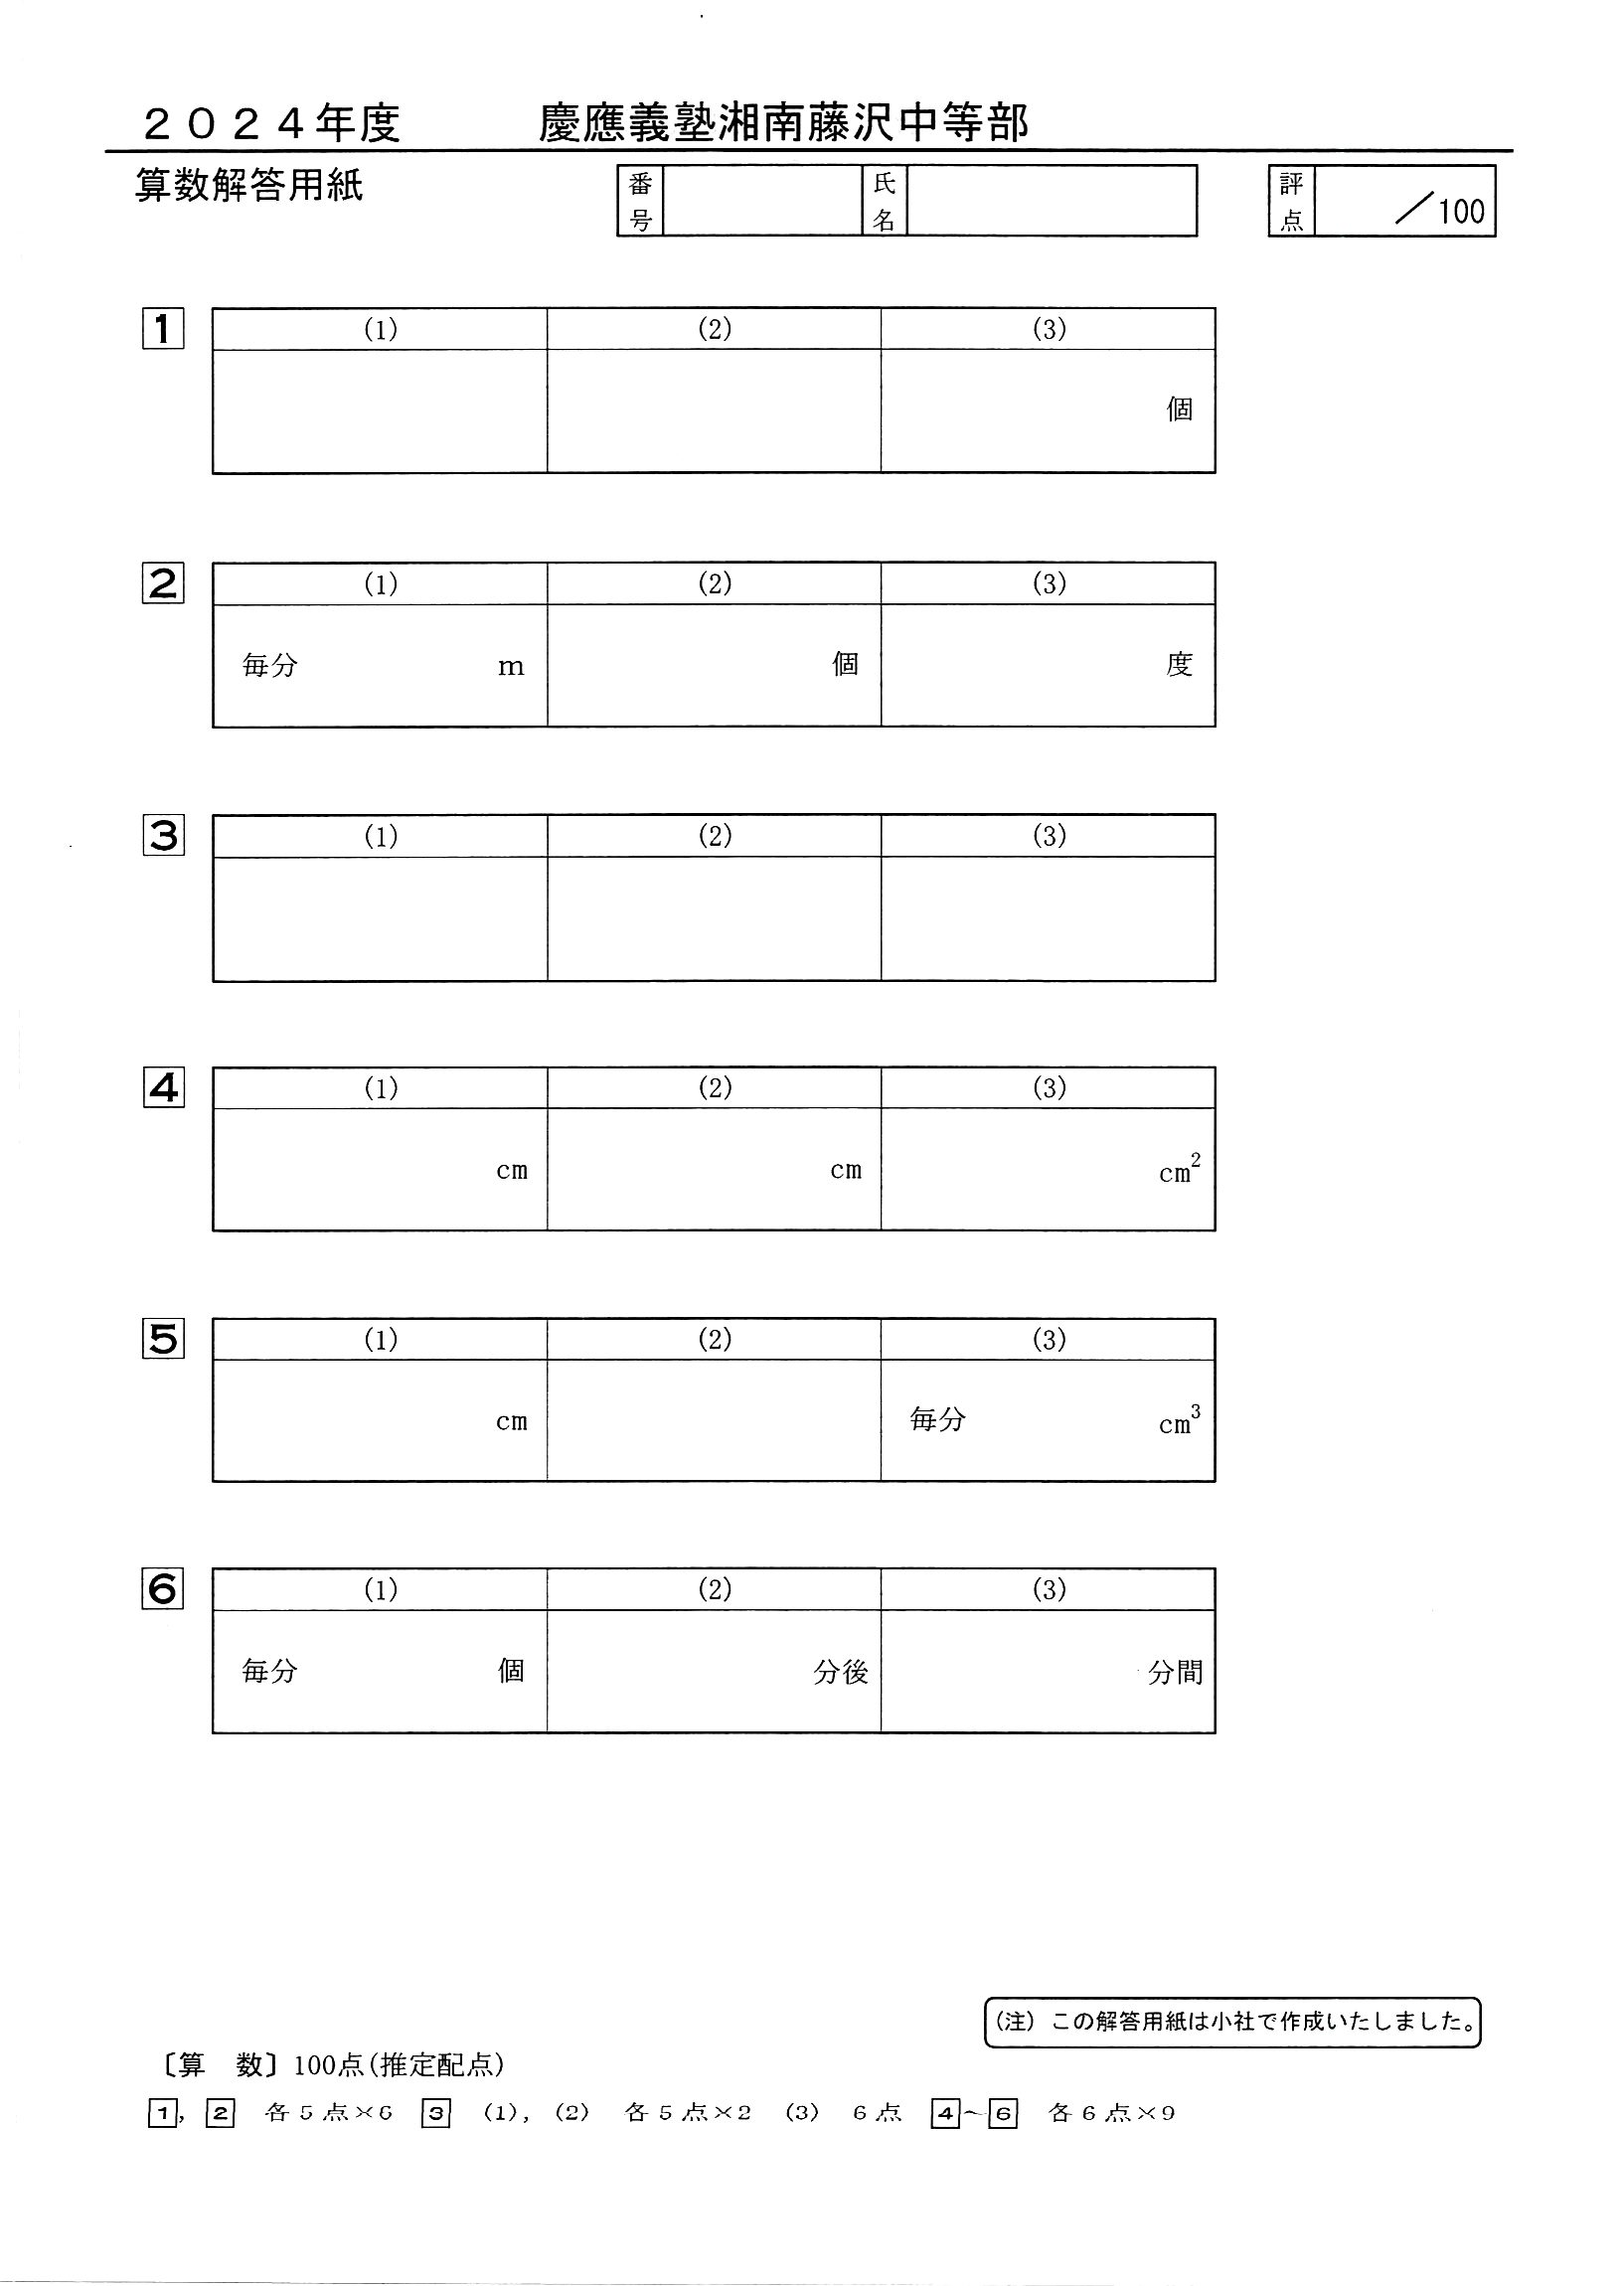 ２０２４年度　慶應義塾湘南藤沢中等部
算数解答用紙　番号　氏名　評点　／100
1　(1)　(2)　(3)
個
2　(1)　(2)　(3)
毎分　m　個　度
3　(1)　(2)　(3)
4　(1)　(2)　(3)
cm　cm　cm²
5　(1)　(2)　(3)
cm　毎分　cm³
6　(1)　(2)　(3)
毎分　個　分後　分間
(注) この解答用紙は小社で作成いたしました。
〔算　数〕100点(推定配点)
1, 2　各5点×6　3　(1), (2)　各5点×2　(3)　6点　4～6　各6点×9